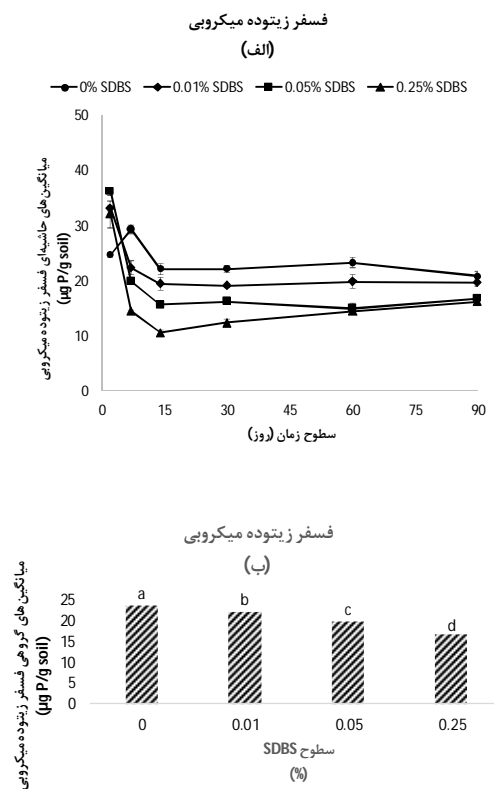 فسفر زیتوده میکروبی
(الف)
0% SDBS 0.01% SDBS 0.05% SDBS 0.25% SDBS
میانگین‌های حاشیه‌ای فسفر زیتوده میکروبی
(µg P/g soil)
50
40
30
20
10
0
0 15 30 45 60 75 90
سطوح زمان (روز)
فسفر زیتوده میکروبی
(ب)
میانگین های گروهی فسفر زیتوده میکروبی
(µg P/g soil)
25
20
15
10
5
0
a b c d
0 0.01 0.05 0.25
سطوح SDBS
(%)